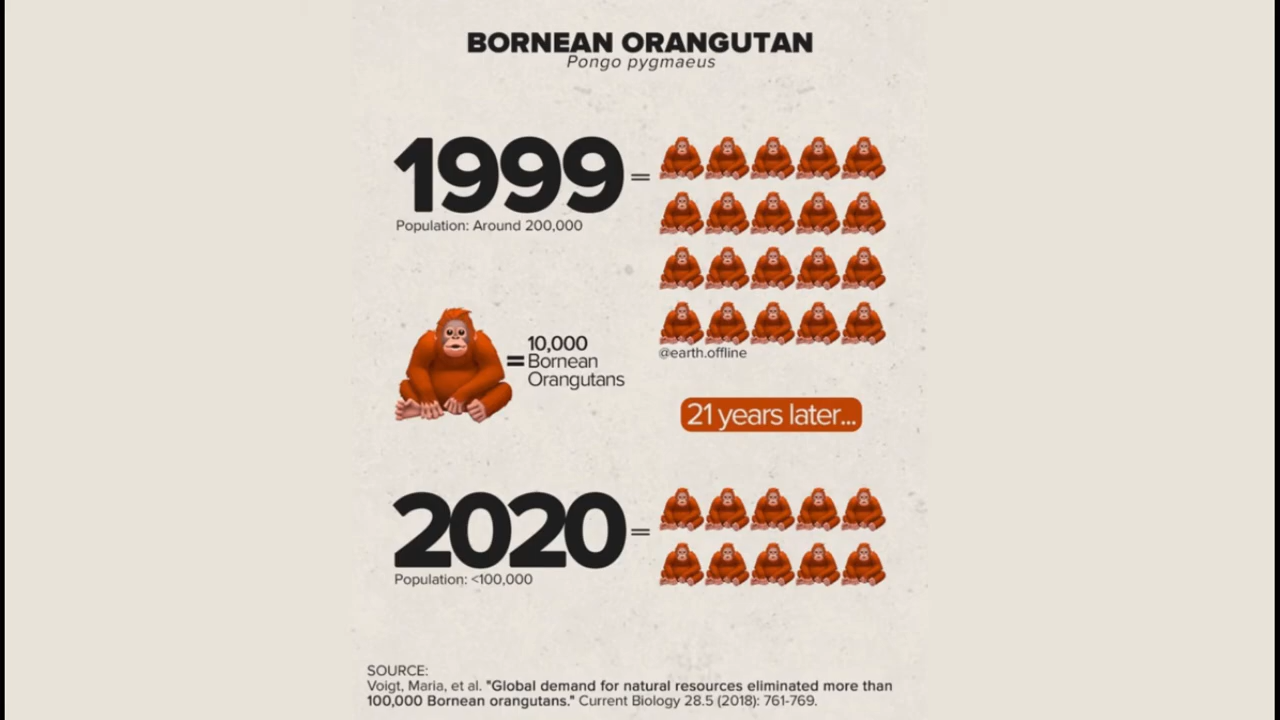 BORNEAN ORANGUTAN
Pongo pygmaeus
1999 =
Population: Around 200,000
= 10,000
Bornean
Orangutans
@earth.offline
21 years later...
2020 =
Population: <100,000
SOURCE:
Voigt, Maria, et al. "Global demand for natural resources eliminated more than
100,000 Bornean orangutans." Current Biology 28.5 (2018): 761-769.